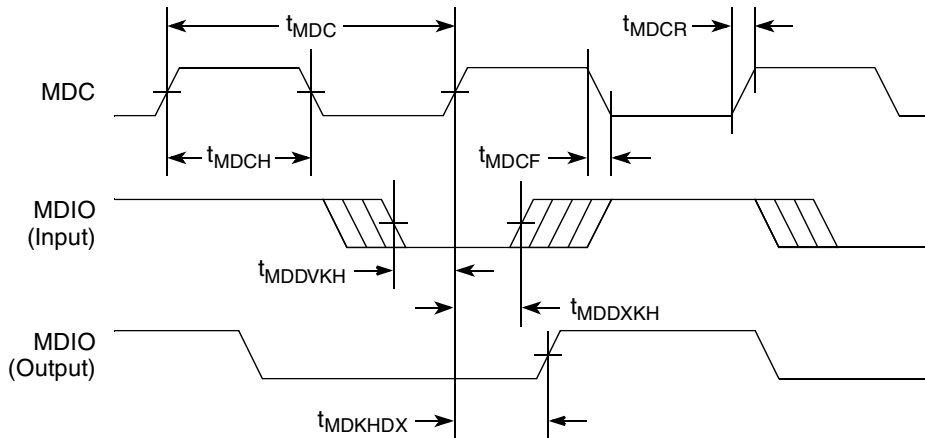 tMDC
tMDCR
MDC
tMDCH
tMDCF
MDIO
(Input)
tMDDVKH
tMDDXKH
MDIO
(Output)
tMDKHDX